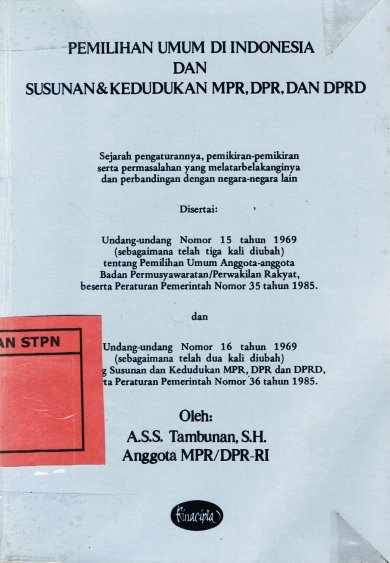 PEMILIHAN UMUM DI INDONESIA
DAN
SUSUNAN & KEDUDUKAN MPR, DPR, DAN DPRD
Sejarah pengaturannya, pemikiran-pemikiran
serta permasalahan yang melatarbelakanginya
dan perbandingan dengan negara-negara lain
Disertai:
Undang-undang Nomor 15 tahun 1969
(sebagaimana telah tiga kali diubah)
tentang Pemilihan Umum Anggota-anggota
Badan Permusyawaratan/Perwakilan Rakyat,
beserta Peraturan Pemerintah Nomor 35 tahun 1985.
dan
Undang-undang Nomor 16 tahun 1969
(sebagaimana telah dua kali diubah)
g Susunan dan Kedudukan MPR, DPR dan DPRD,
ta Peraturan Pemerintah Nomor 36 tahun 1985.
AN STPN
Oleh:
A.S.S. Tambunan, S.H.
Anggota MPR/DPR-RI
Binacipta